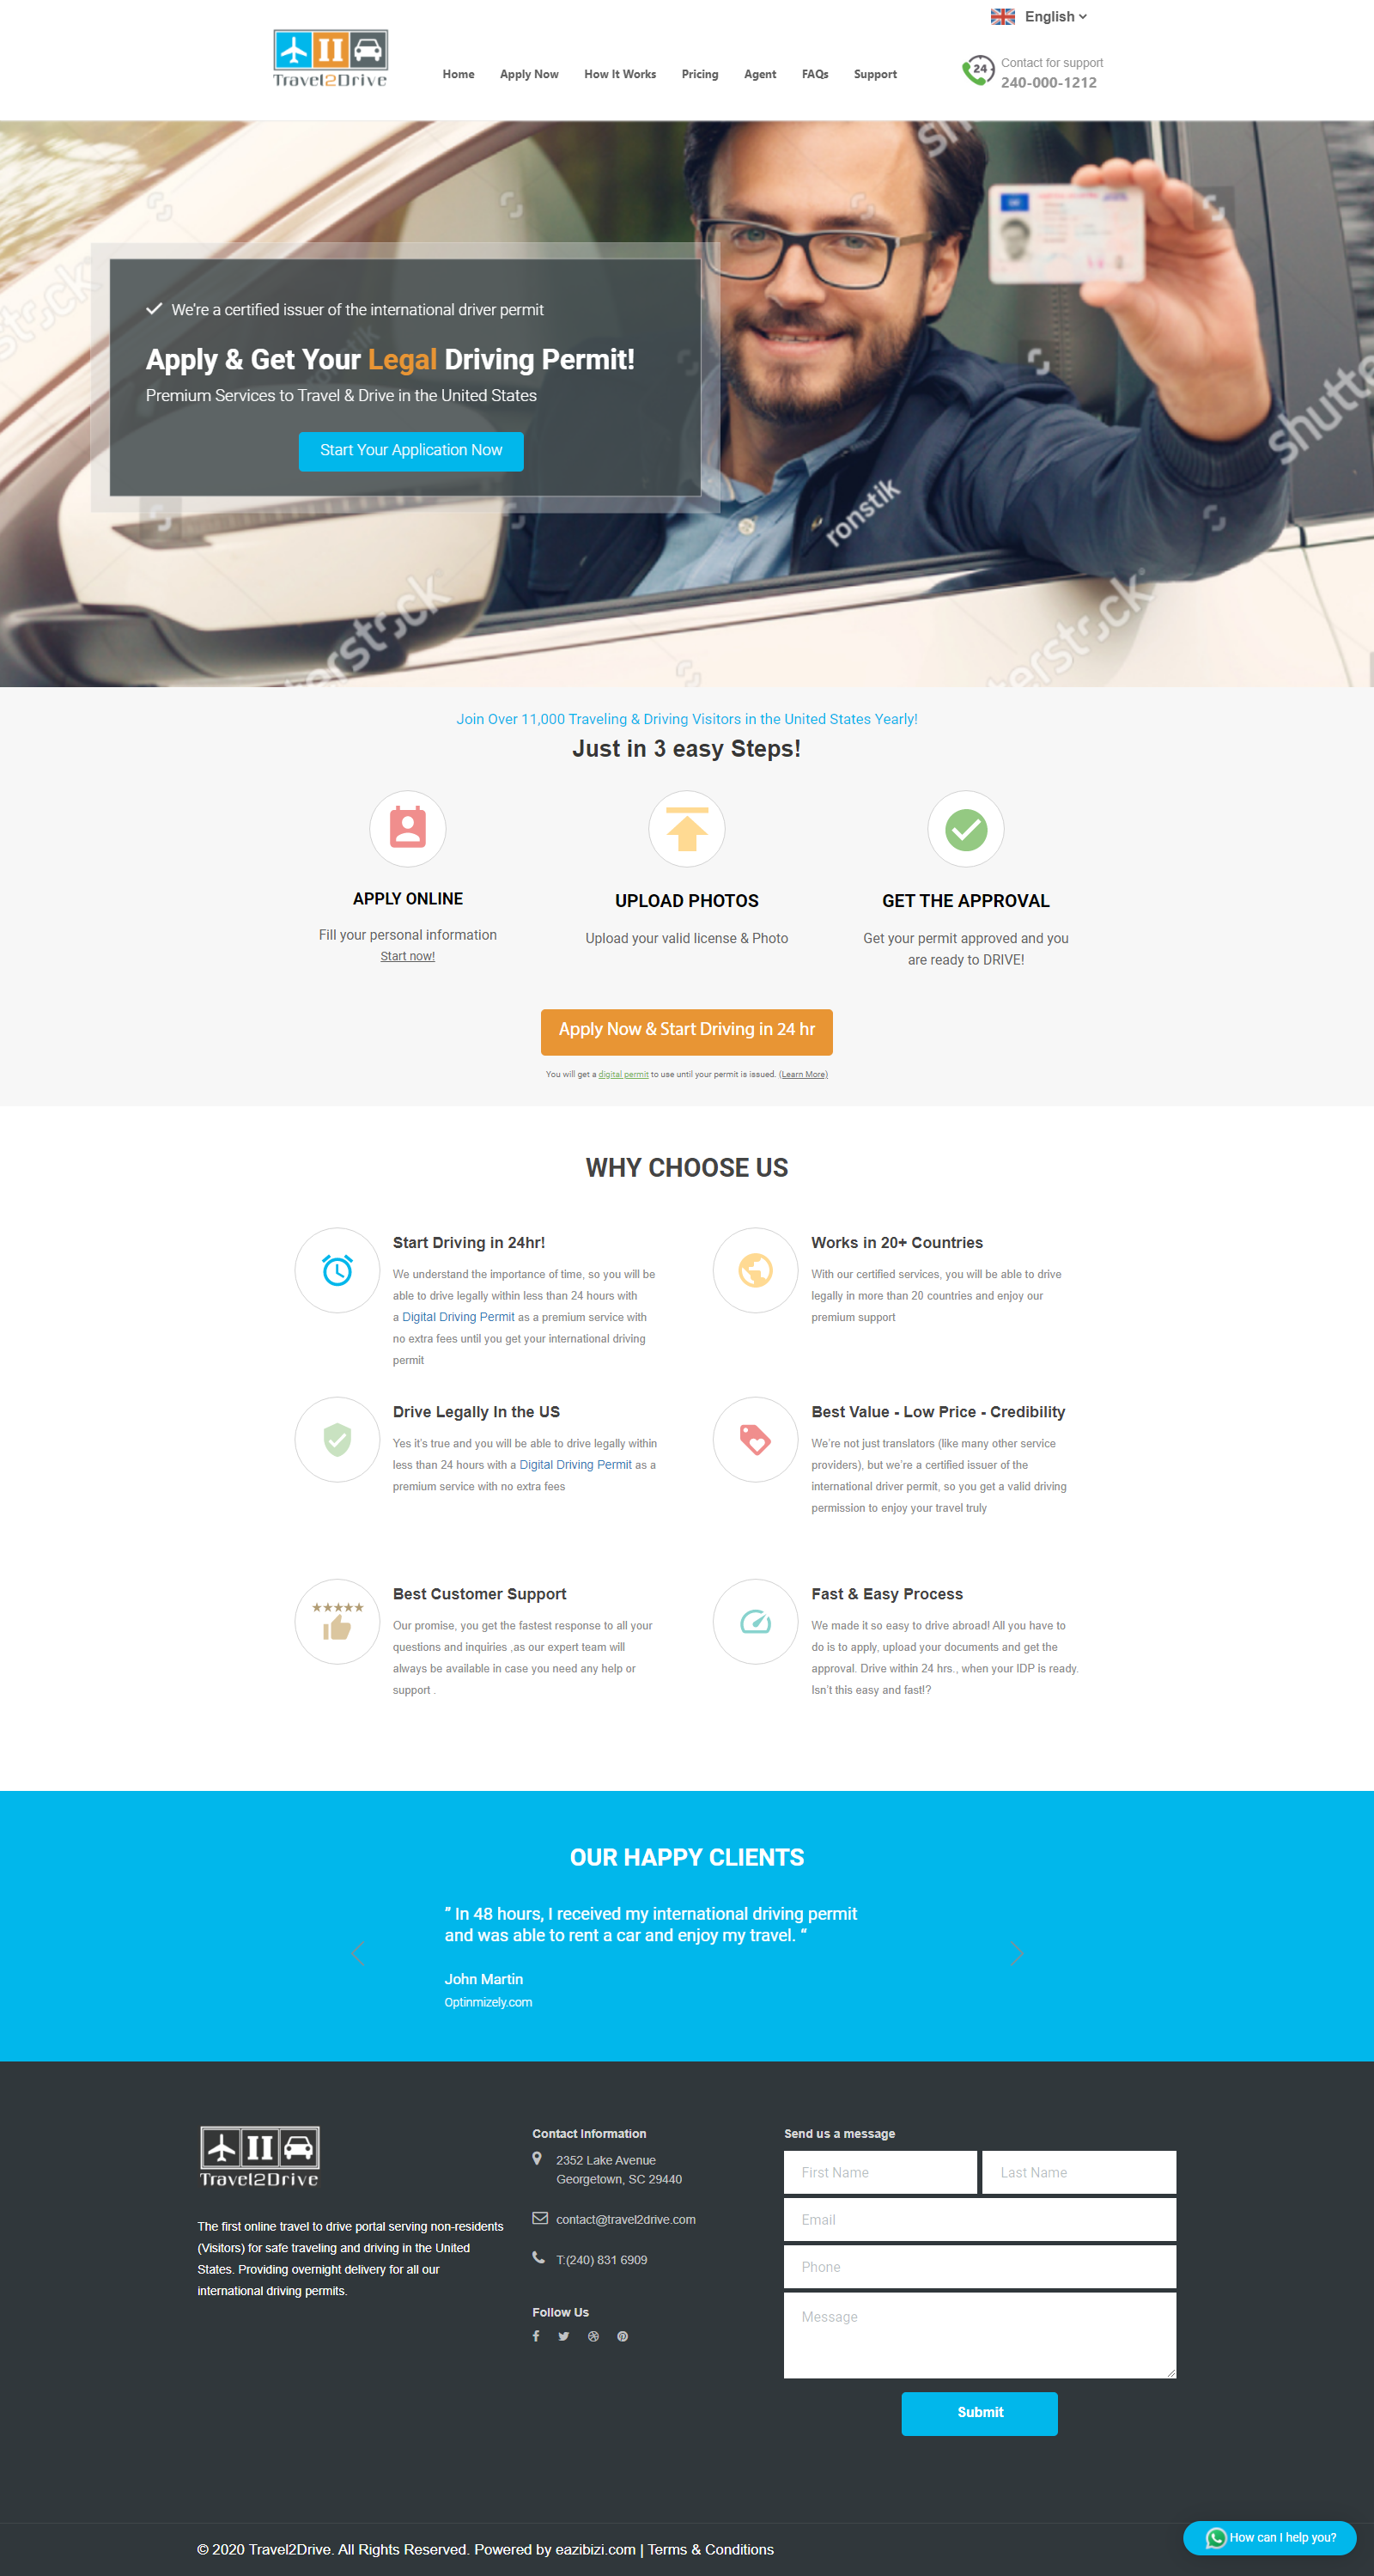 English
Travel2Drive
Home Apply Now How It Works Pricing Agent FAQs Support
24
Contact for support
240-000-1212
We're a certified issuer of the international driver permit
Apply & Get Your Legal Driving Permit!
Premium Services to Travel & Drive in the United States
Start Your Application Now
ronstik
Join Over 11,000 Traveling & Driving Visitors in the United States Yearly!
Just in 3 easy Steps!
APPLY ONLINE
Fill your personal information
Start now!
UPLOAD PHOTOS
Upload your valid license & Photo
GET THE APPROVAL
Get your permit approved and you
are ready to DRIVE!
Apply Now & Start Driving in 24 hr
You will get a digital permit to use until your permit is issued. (Learn More)
WHY CHOOSE US
Start Driving in 24hr!
We understand the importance of time, so you will be
able to drive legally within less than 24 hours with
a Digital Driving Permit as a premium service with
no extra fees until you get your international driving
permit
Works in 20+ Countries
With our certified services, you will be able to drive
legally in more than 20 countries and enjoy our
premium support
Drive Legally In the US
Yes it's true and you will be able to drive legally within
less than 24 hours with a Digital Driving Permit as a
premium service with no extra fees
Best Value - Low Price - Credibility
We're not just translators (like many other service
providers), but we're a certified issuer of the
international driver permit, so you get a valid driving
permission to enjoy your travel truly
Best Customer Support
Our promise, you get the fastest response to all your
questions and inquiries ,as our expert team will
always be available in case you need any help or
support .
Fast & Easy Process
We made it so easy to drive abroad! All you have to
do is to apply, upload your documents and get the
approval. Drive within 24 hrs., when your IDP is ready.
Isn't this easy and fast!?
OUR HAPPY CLIENTS
" In 48 hours, I received my international driving permit
and was able to rent a car and enjoy my travel. "
John Martin
Optinmizely.com
Travel2Drive
The first online travel to drive portal serving non-residents
(Visitors) for safe traveling and driving in the United
States. Providing overnight delivery for all our
international driving permits.
Contact Information
2352 Lake Avenue
Georgetown, SC 29440
contact@travel2drive.com
T:(240) 831 6909
Follow Us
Send us a message
First Name
Last Name
Email
Phone
Message
Submit
© 2020 Travel2Drive. All Rights Reserved. Powered by eazibizi.com | Terms & Conditions
How can I help you?